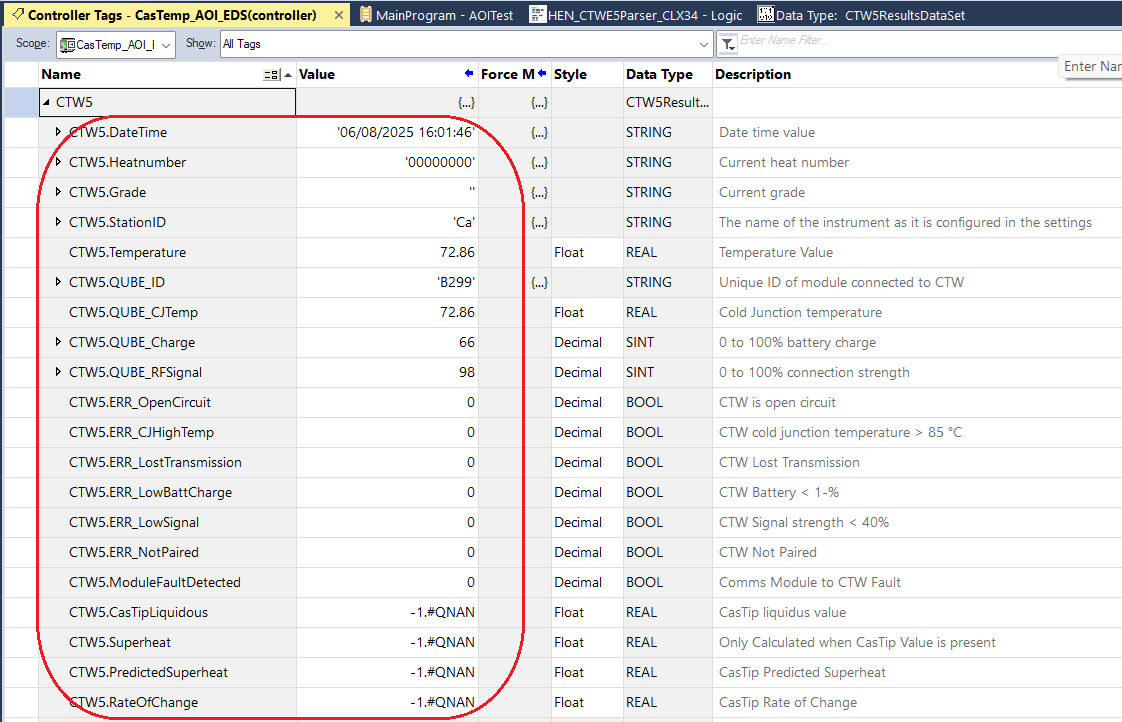 Controller Tags - CasTemp_AOI_EDS(controller) MainProgram - AOITest HEN_CTWE5Parser_CLX34 - Logic Data Type: CTW5ResultsDataSet
Scope: CasTemp_AOI_I Show: All Tags Enter Name Filter...
Enter Nar
Name Value Force M Style Data Type Description
CTW5 {...} {...} CTW5Result...
CTW5.DateTime '06/08/2025 16:01:46' {...} STRING Date time value
CTW5.Heatnumber '00000000' {...} STRING Current heat number
CTW5.Grade '' {...} STRING Current grade
CTW5.StationID 'Ca' {...} STRING The name of the instrument as it is configured in the settings
CTW5.Temperature 72.86 Float REAL Temperature Value
CTW5.QUBE_ID 'B299' {...} STRING Unique ID of module connected to CTW
CTW5.QUBE_CJTemp 72.86 Float REAL Cold Junction temperature
CTW5.QUBE_Charge 66 Decimal SINT 0 to 100% battery charge
CTW5.QUBE_RFSignal 98 Decimal SINT 0 to 100% connection strength
CTW5.ERR_OpenCircuit 0 Decimal BOOL CTW is open circuit
CTW5.ERR_CJHighTemp 0 Decimal BOOL CTW cold junction temperature > 85 °C
CTW5.ERR_LostTransmission 0 Decimal BOOL CTW Lost Transmission
CTW5.ERR_LowBattCharge 0 Decimal BOOL CTW Battery < 1-%
CTW5.ERR_LowSignal 0 Decimal BOOL CTW Signal strength < 40%
CTW5.ERR_NotPaired 0 Decimal BOOL CTW Not Paired
CTW5.ModuleFaultDetected 0 Decimal BOOL Comms Module to CTW Fault
CTW5.CasTipLiquidous -1.#QNAN Float REAL CasTip liquidus value
CTW5.Superheat -1.#QNAN Float REAL Only Calculated when CasTip Value is present
CTW5.PredictedSuperheat -1.#QNAN Float REAL CasTip Predicted Superheat
CTW5.RateOfChange -1.#QNAN Float REAL CasTip Rate of Change